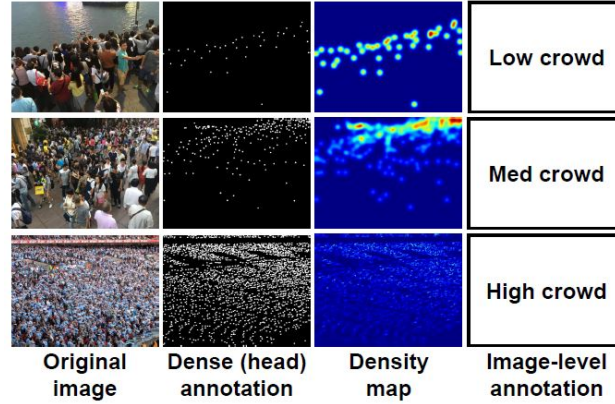 Low crowd
Med crowd
High crowd
Original image
Dense (head) annotation
Density map
Image-level annotation